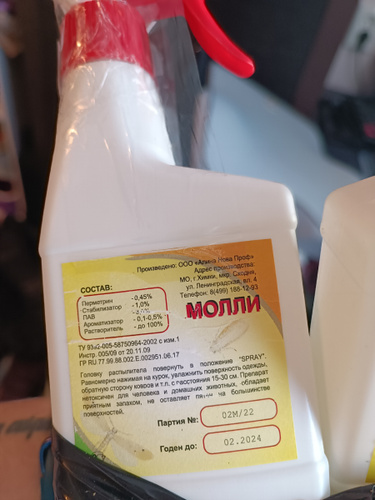 Произведено: ООО «Алина Нова Проф»
Адрес производства:
МО, г Химки, мкр. Сходня,
ул. Ленинградская, вл. 4
Телефон: 8(499) 186-12-93
СОСТАВ:
Перметрин - 0,45%
Стабилизатор - 1,0%
ПАВ
Ароматизатор - 0,1-0,5%
Растворитель - до 100%
МОЛЛИ
ТУ 9392-005-58750964-2002 с изм.1
Инстр. 005/09 от 20.11.09
ГР RU.77.99.88.002.Е.002951.06.17
Головку распылителя повернуть в положение "SPRAY".
Равномерно нажимая на курок, увлажнить поверхность одежды,
обратную сторону ковров и т.п. с расстояния 15-30 см. Препарат
нетоксичен для человека и домашних животных, обладает
приятным запахом, не оставляет пятен на большинстве
поверхностей.
Партия №: 02М/22
Годен до: 02.2024